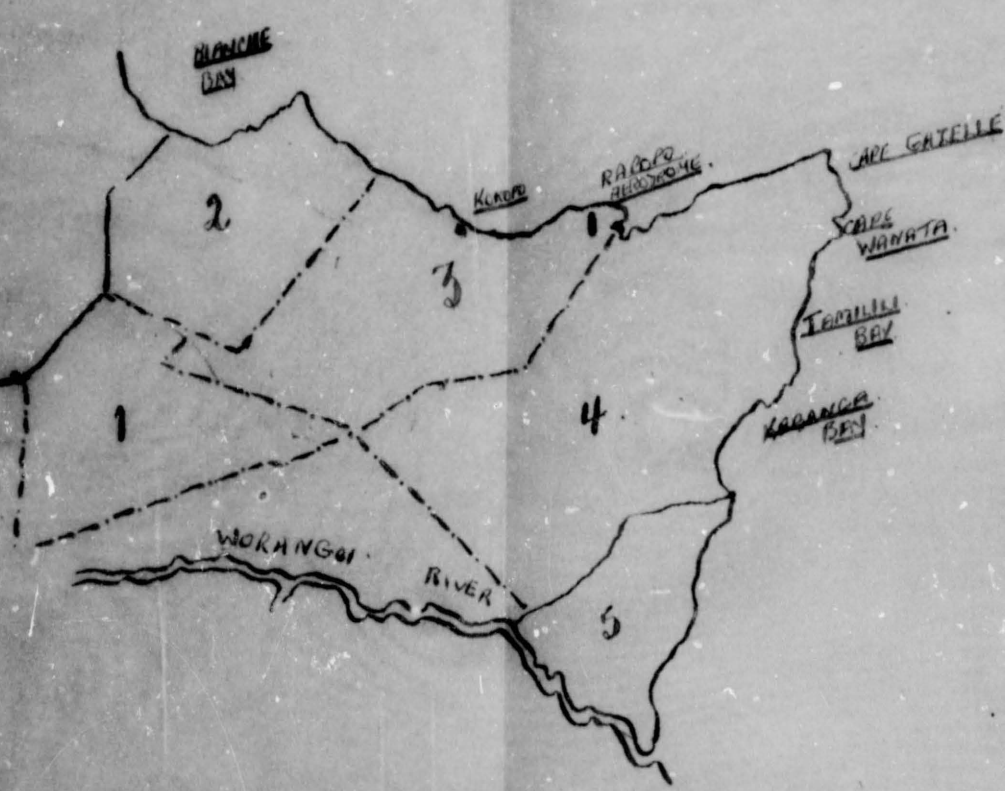 BLANCHE
BAY
RAPOPO
AERODROME.
KOKOPO
CAPE GAZELLE
CAPE
WANATA.
TAMILILI
BAY
KABANGA
BAY
2
3
1
4
1
5
WORANGOI
RIVER